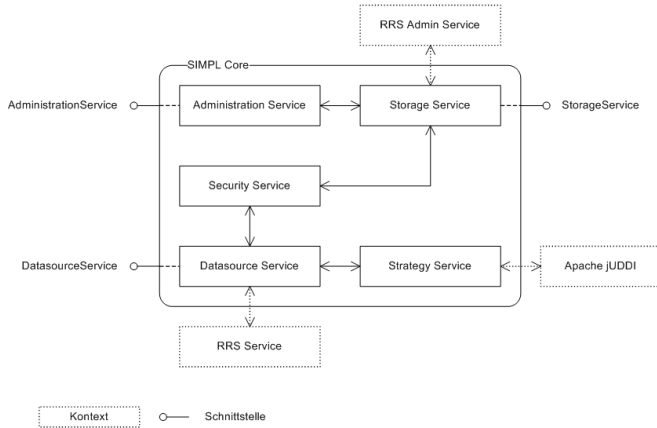 RRS Admin Service
SIMPL Core
AdministrationService
Administration Service
Storage Service
StorageService
Security Service
DatasourceService
Datasource Service
Strategy Service
Apache jUDDI
RRS Service
Kontext
Schnittstelle